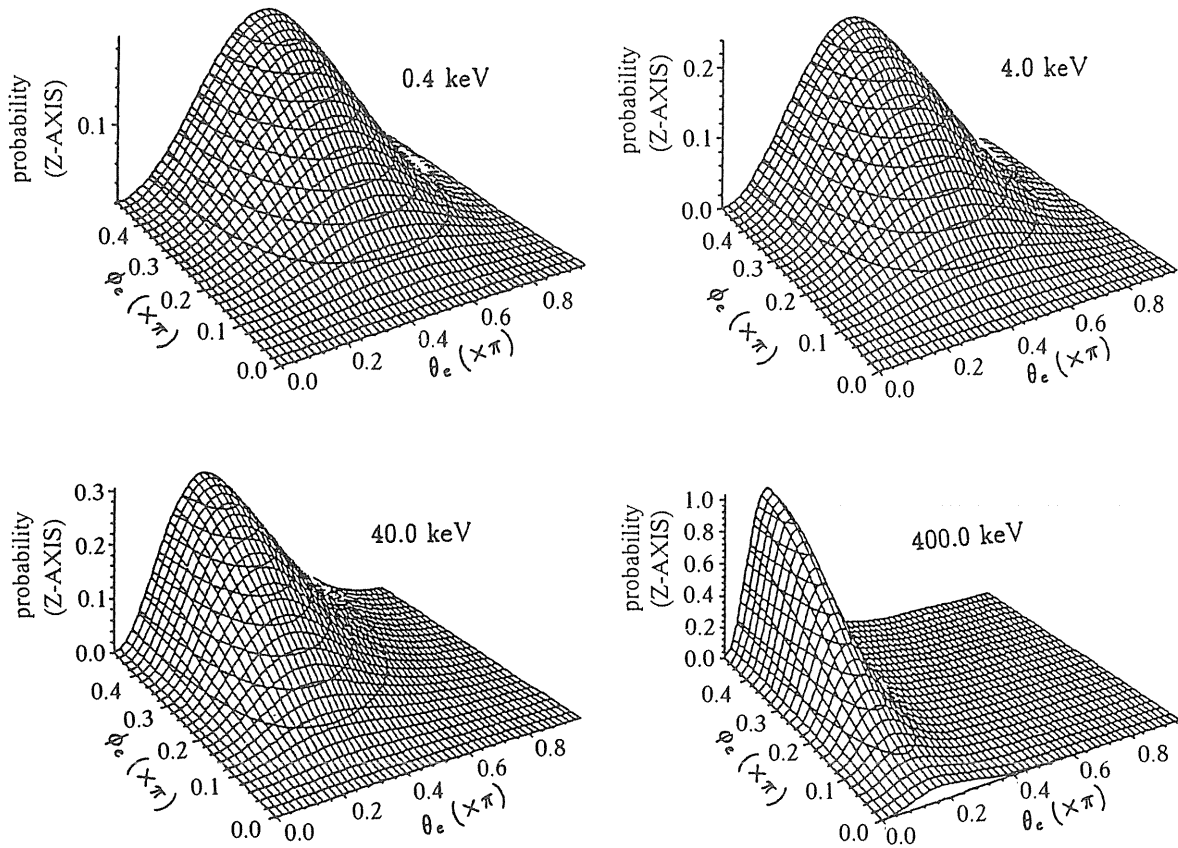 probability
(Z-AXIS)
0.1
0.4 keV
0.4
0.3
0.2
0.1
0.0
ϕe (×π)
0.0
0.2
0.4
0.6
0.8
θe (×π)
probability
(Z-AXIS)
0.2
0.1
0.0
4.0 keV
0.4
0.3
0.2
0.1
0.0
ϕe (×π)
0.0
0.2
0.4
0.6
0.8
θe (×π)
probability
(Z-AXIS)
0.3
0.2
0.1
0.0
40.0 keV
0.4
0.3
0.2
0.1
0.0
ϕe (×π)
0.0
0.2
0.4
0.6
0.8
θe (×π)
probability
(Z-AXIS)
1.0
0.8
0.6
0.4
0.2
0.0
400.0 keV
0.4
0.3
0.2
0.1
0.0
ϕe (×π)
0.0
0.2
0.4
0.6
0.8
θe (×π)